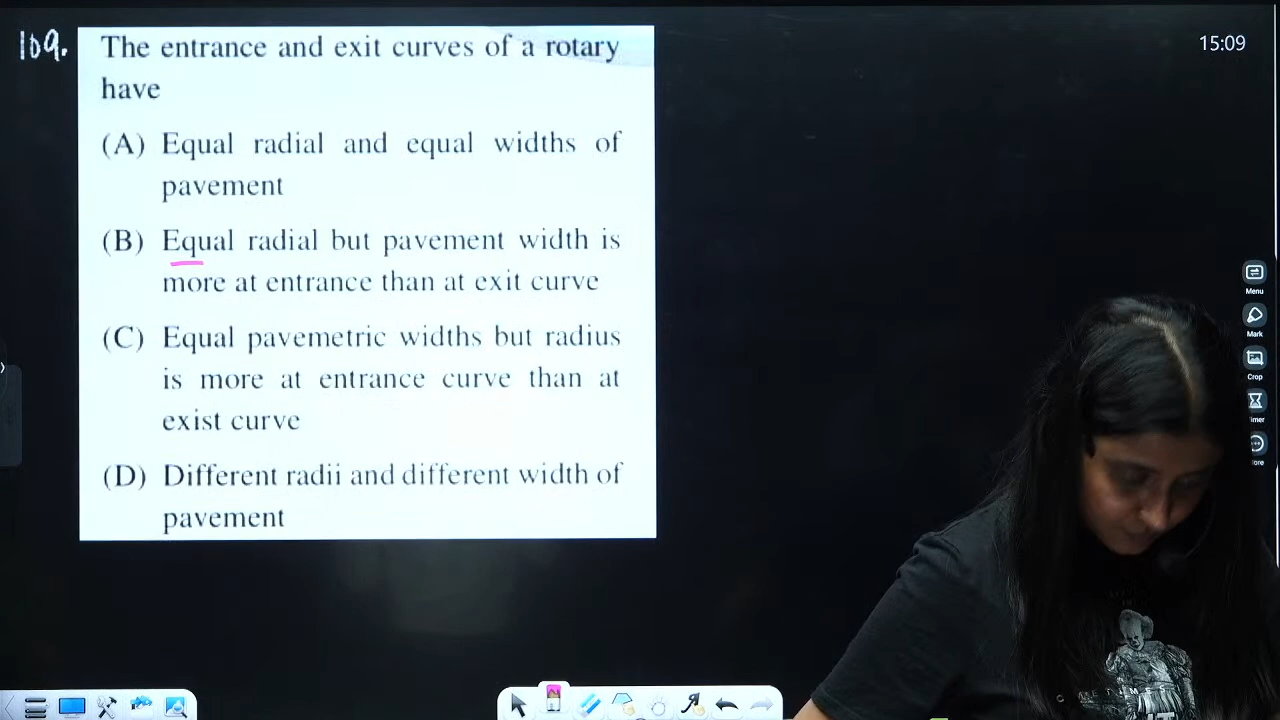 109.
The entrance and exit curves of a rotary
have
(A) Equal radial and equal widths of
pavement
(B) Equal radial but pavement width is
more at entrance than at exit curve
(C) Equal pavemetric widths but radius
is more at entrance curve than at
exist curve
(D) Different radii and different width of
pavement
15:09
Menu
Mark
Crop